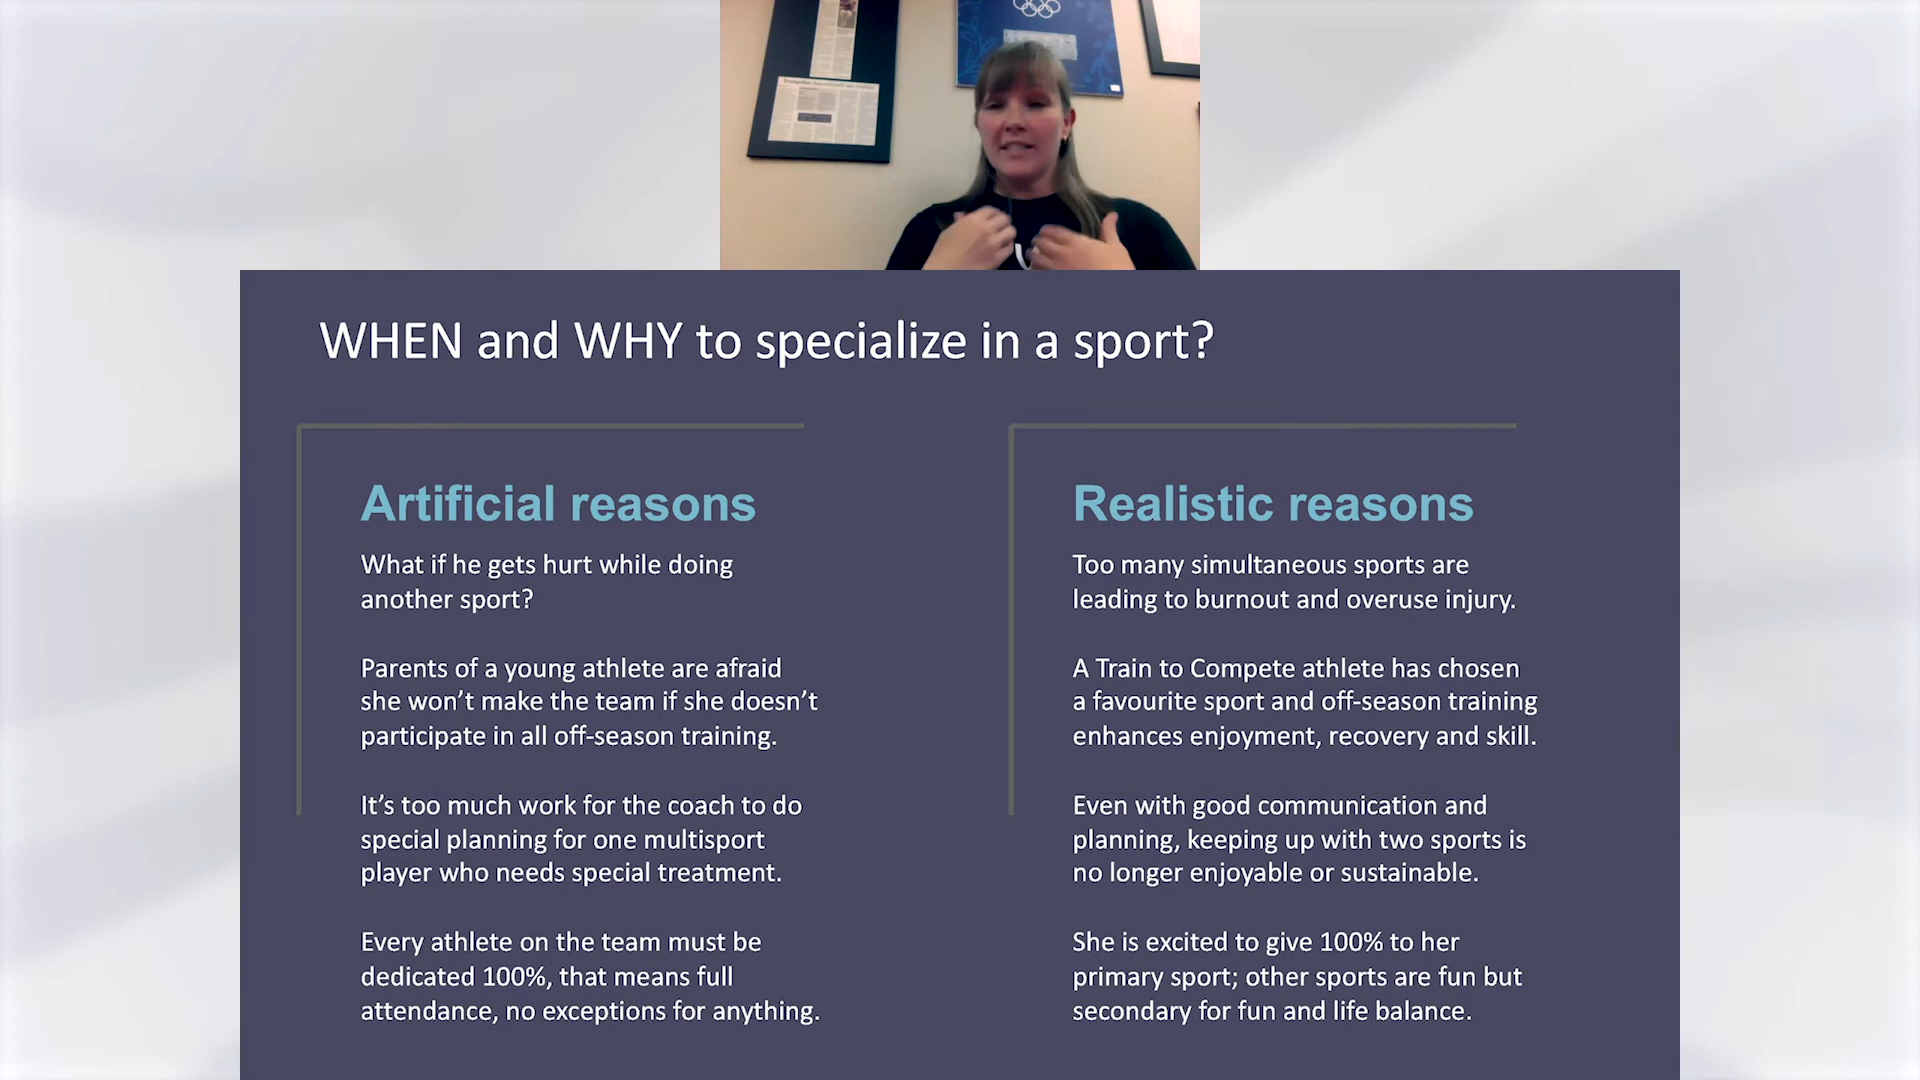 WHEN and WHY to specialize in a sport?
Artificial reasons
What if he gets hurt while doing
another sport?
Parents of a young athlete are afraid
she won’t make the team if she doesn’t
participate in all off-season training.
It’s too much work for the coach to do
special planning for one multisport
player who needs special treatment.
Every athlete on the team must be
dedicated 100%, that means full
attendance, no exceptions for anything.
Realistic reasons
Too many simultaneous sports are
leading to burnout and overuse injury.
A Train to Compete athlete has chosen
a favourite sport and off-season training
enhances enjoyment, recovery and skill.
Even with good communication and
planning, keeping up with two sports is
no longer enjoyable or sustainable.
She is excited to give 100% to her
primary sport; other sports are fun but
secondary for fun and life balance.